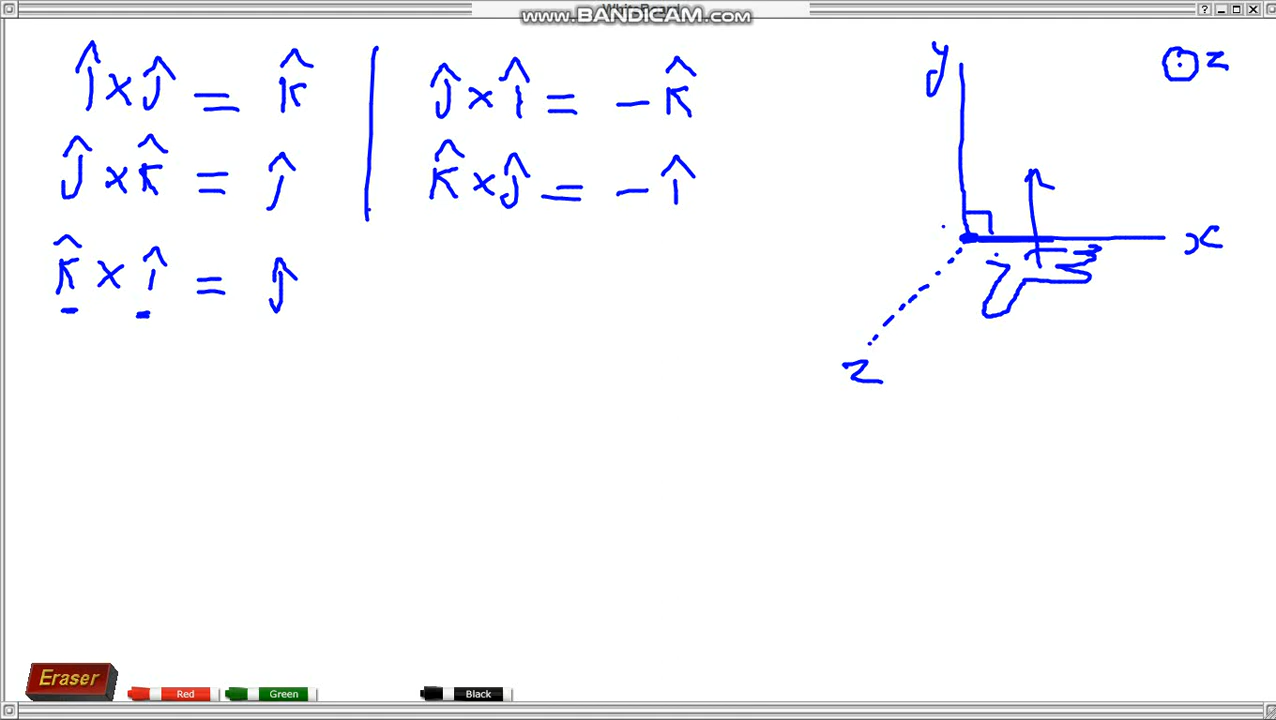 www.BANDICAM.com
î × ĵ = k̂ | ĵ × î = − k̂
ĵ × k̂ = ĵ | k̂ × ĵ = − î
k̂ × î = ĵ
y
z
x
z
Eraser
Red
Green
Black